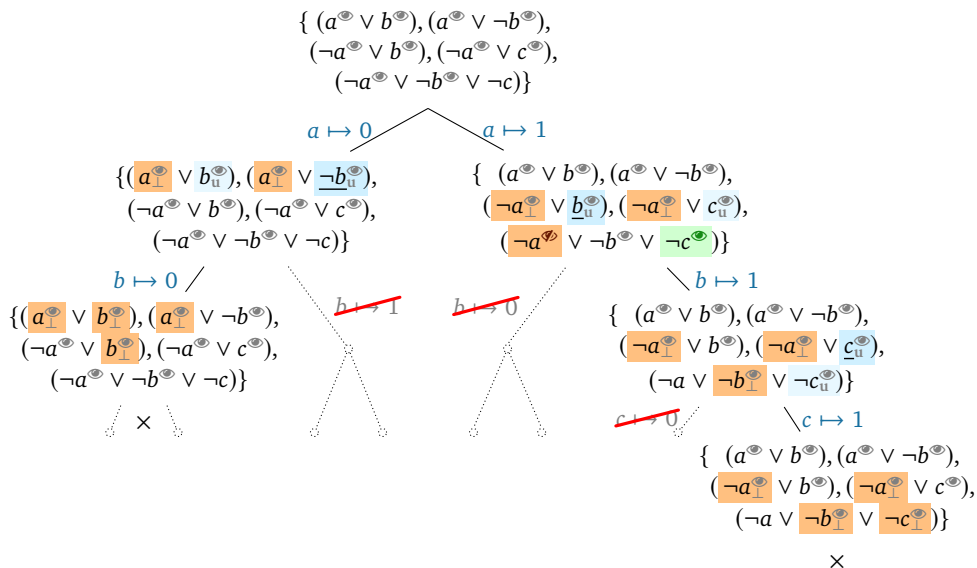 { (a👁 ∨ b👁), (a👁 ∨ ¬b👁),
(¬a👁 ∨ b👁), (¬a👁 ∨ c👁),
(¬a👁 ∨ ¬b👁 ∨ ¬c)}
a ↦ 0
a ↦ 1
{(a⊥👁 ∨ bu👁), (a⊥👁 ∨ ¬bu👁),
(¬a👁 ∨ b👁), (¬a👁 ∨ c👁),
(¬a👁 ∨ ¬b👁 ∨ ¬c)}
{ (a👁 ∨ b👁), (a👁 ∨ ¬b👁),
(¬a⊥👁 ∨ bu👁), (¬a⊥👁 ∨ cu👁),
(¬a👁 ∨ ¬b👁 ∨ ¬c👁)}
b ↦ 0
b ↦ 1
b ↦ 0
b ↦ 1
{(a⊥👁 ∨ b⊥👁), (a⊥👁 ∨ ¬b👁),
(¬a👁 ∨ b⊥👁), (¬a👁 ∨ c👁),
(¬a👁 ∨ ¬b👁 ∨ ¬c)}
×
{ (a👁 ∨ b👁), (a👁 ∨ ¬b👁),
(¬a⊥👁 ∨ b👁), (¬a⊥👁 ∨ cu👁),
(¬a ∨ ¬b⊥👁 ∨ ¬cu👁)}
c ↦ 0
c ↦ 1
{ (a👁 ∨ b👁), (a👁 ∨ ¬b👁),
(¬a⊥👁 ∨ b👁), (¬a⊥👁 ∨ c👁),
(¬a ∨ ¬b⊥👁 ∨ ¬c⊥👁)}
×